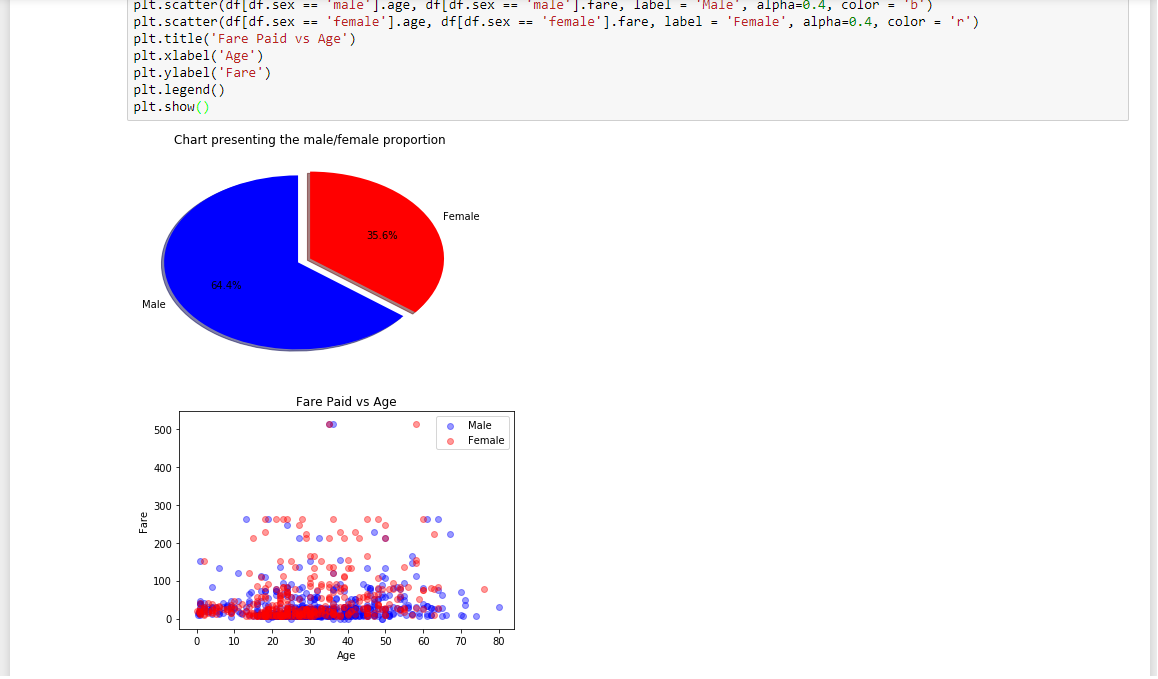 plt.scatter(df[df.sex == 'male'].age, df[df.sex == 'male'].fare, label = 'Male', alpha=0.4, color = 'b')
plt.scatter(df[df.sex == 'female'].age, df[df.sex == 'female'].fare, label = 'Female', alpha=0.4, color = 'r')
plt.title('Fare Paid vs Age')
plt.xlabel('Age')
plt.ylabel('Fare')
plt.legend()
plt.show()
Chart presenting the male/female proportion
Female
35.6%
64.4%
Male
Fare Paid vs Age
Male
Female
500
400
300
200
100
0
Fare
0 10 20 30 40 50 60 70 80
Age